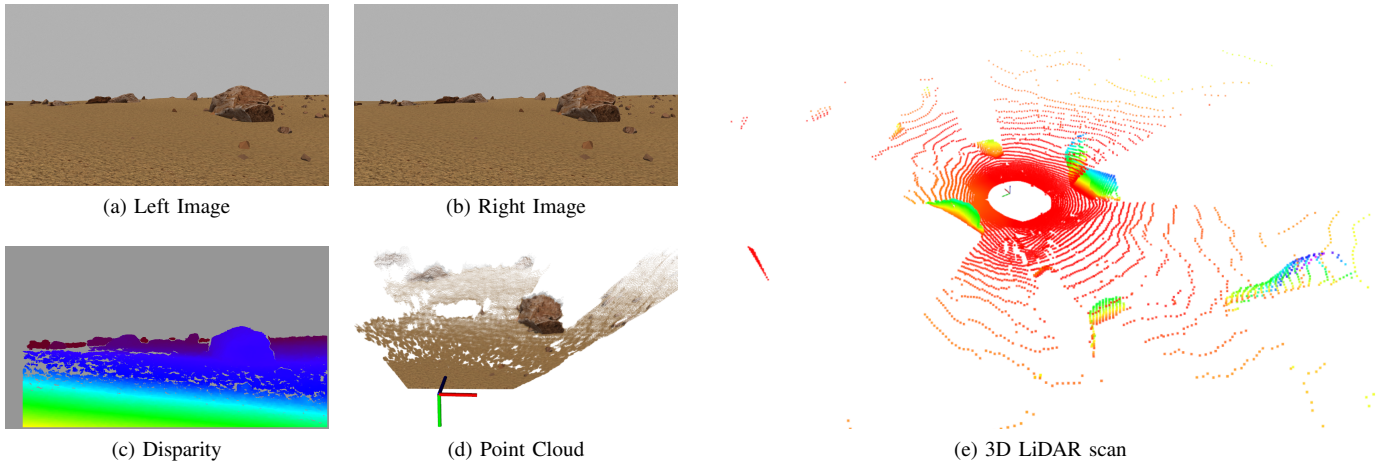 (a) Left Image
(b) Right Image
(c) Disparity
(d) Point Cloud
(e) 3D LiDAR scan